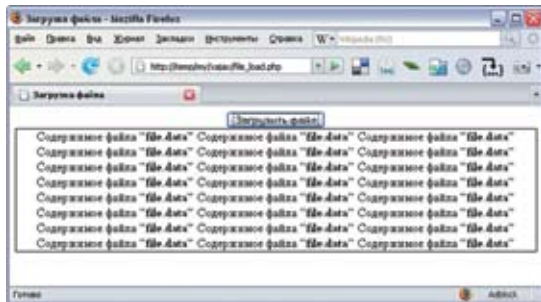 Загрузка файла - Mozilla Firefox
Файл Правка Вид Журнал Закладки Инструменты Справка
Загрузка файла
Загрузить файл
Содержимое файла "file.data" Содержимое файла "file.data" Содержимое файла "file.data"
Содержимое файла "file.data" Содержимое файла "file.data" Содержимое файла "file.data"
Содержимое файла "file.data" Содержимое файла "file.data" Содержимое файла "file.data"
Содержимое файла "file.data" Содержимое файла "file.data" Содержимое файла "file.data"
Содержимое файла "file.data" Содержимое файла "file.data" Содержимое файла "file.data"
Содержимое файла "file.data" Содержимое файла "file.data" Содержимое файла "file.data"
Содержимое файла "file.data" Содержимое файла "file.data" Содержимое файла "file.data"
Содержимое файла "file.data" Содержимое файла "file.data" Содержимое файла "file.data"
Готово Adblock